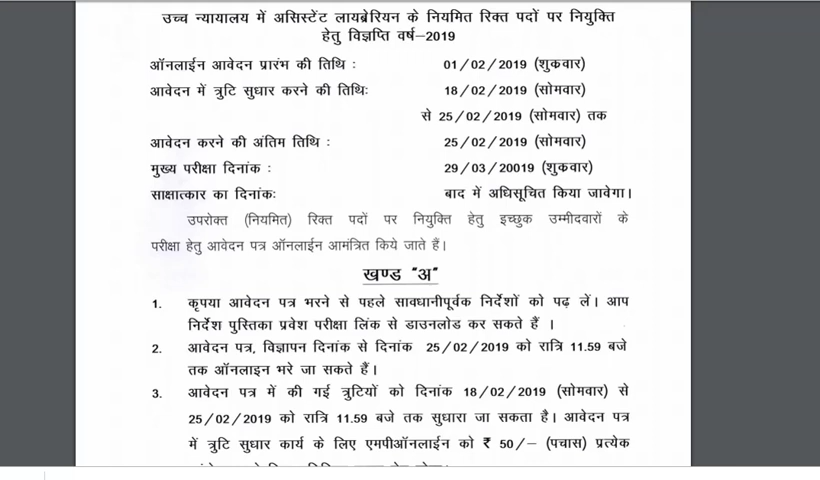 उच्च न्यायालय में असिस्टेंट लायब्रेरियन के नियमित रिक्त पदों पर नियुक्ति
हेतु विज्ञप्ति वर्ष–2019
ऑनलाईन आवेदन प्रारंभ की तिथि : 01/02/2019 (शुक्रवार)
आवेदन में त्रुटि सुधार करने की तिथिः 18/02/2019 (सोमवार)
से 25/02/2019 (सोमवार) तक
आवेदन करने की अंतिम तिथि : 25/02/2019 (सोमवार)
मुख्य परीक्षा दिनांक : 29/03/20019 (शुक्रवार)
साक्षात्कार का दिनांकः बाद में अधिसूचित किया जावेगा।
उपरोक्त (नियमित) रिक्त पदों पर नियुक्ति हेतु इच्छुक उम्मीदवारों के
परीक्षा हेतु आवेदन पत्र ऑनलाईन आमंत्रित किये जाते हैं।
खण्ड "अ"
1. कृपया आवेदन पत्र भरने से पहले सावधानीपूर्वक निर्देशों को पढ़ लें। आप
निर्देश पुस्तिका प्रवेश परीक्षा लिंक से डाउनलोड कर सकते हैं ।
2. आवेदन पत्र, विज्ञापन दिनांक से दिनांक 25/02/2019 को रात्रि 11.59 बजे
तक ऑनलाइन भरे जा सकते हैं।
3. आवेदन पत्र में की गई त्रुटियों को दिनांक 18/02/2019 (सोमवार) से
25/02/2019 को रात्रि 11.59 बजे तक सुधारा जा सकता है। आवेदन पत्र
में त्रुटि सुधार कार्य के लिए एमपीऑनलाईन को ₹ 50/– (पचास) प्रत्येक